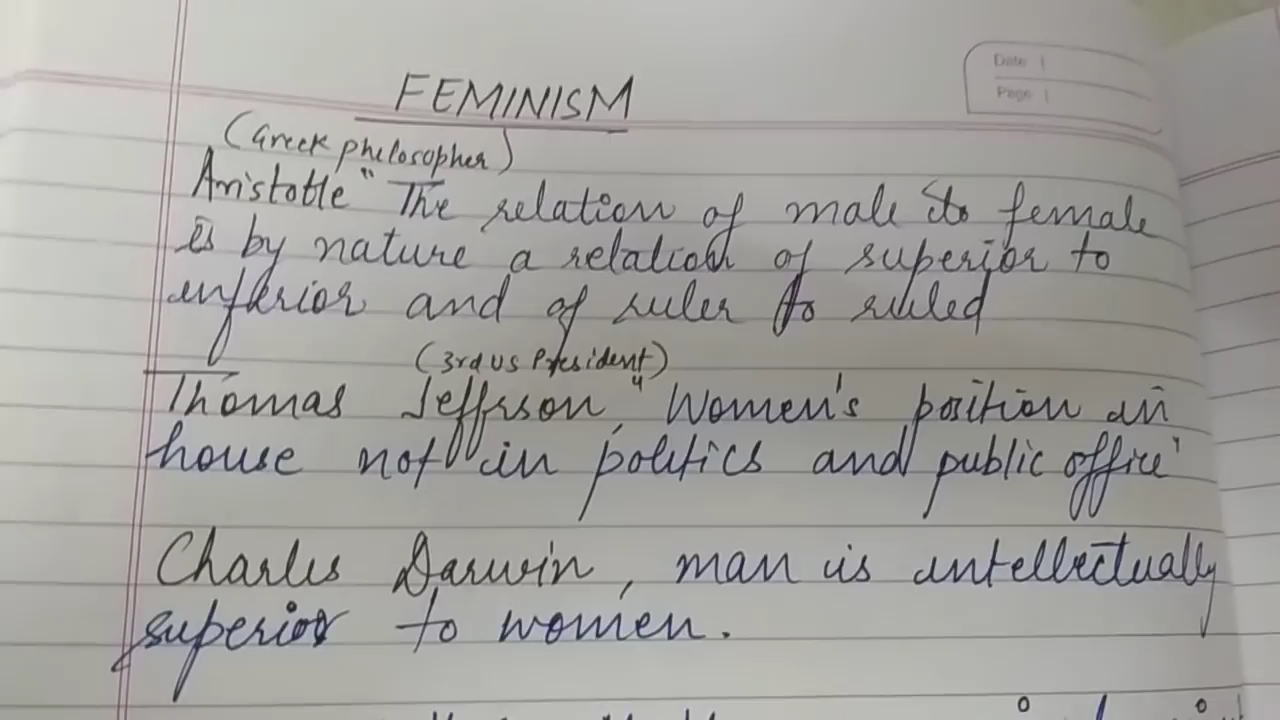 Date
Page
FEMINISM
(Greek philosopher)
Aristotle " The relation of male to female
is by nature a relation of superior to
inferior and of ruler to ruled
(3rd US President)
Thomas Jefferson, "Women's position in
house not in politics and public office"
Charles Darwin, man is intellectually
superior to women.